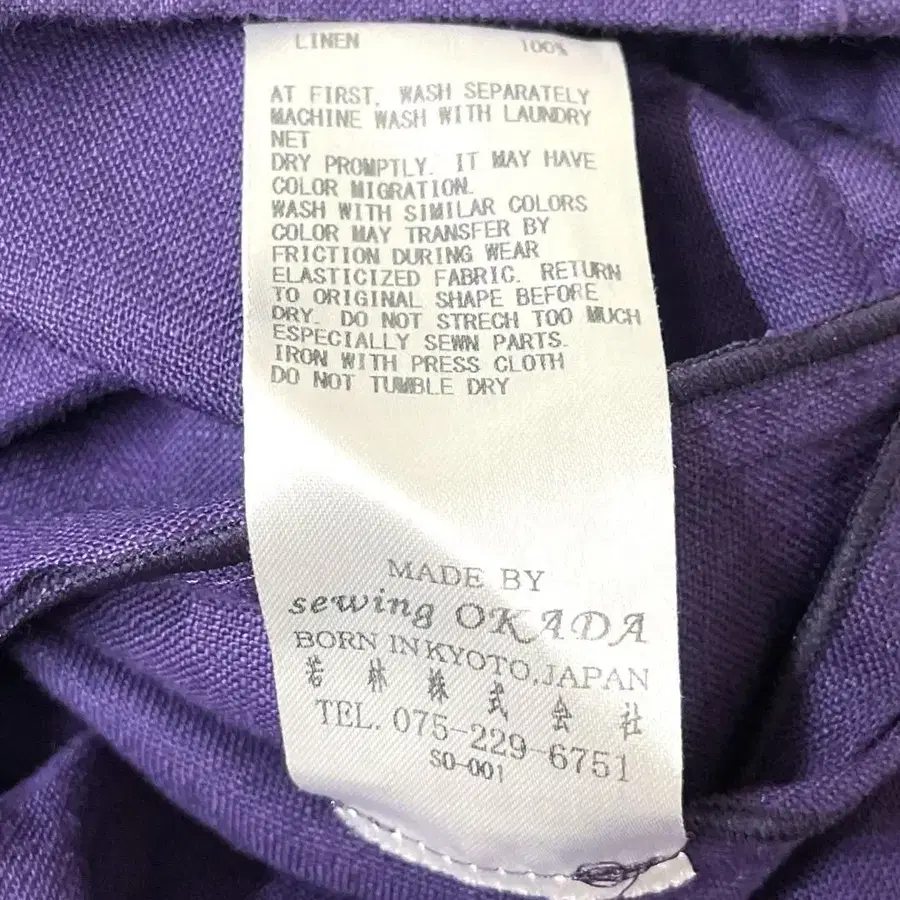 LINEN 100%
AT FIRST, WASH SEPARATELY
MACHINE WASH WITH LAUNDRY
NET
DRY PROMPTLY. IT MAY HAVE
COLOR MIGRATION.
WASH WITH SIMILAR COLORS
COLOR MAY TRANSFER BY
FRICTION DURING WEAR
ELASTICIZED FABRIC. RETURN
TO ORIGINAL SHAPE BEFORE
DRY. DO NOT STRECH TOO MUCH
ESPECIALLY SEWN PARTS.
IRON WITH PRESS CLOTH
DO NOT TUMBLE DRY
MADE BY
sewing OKADA
BORN IN KYOTO, JAPAN
若林株式会社
TEL. 075-229-6751
SO-001